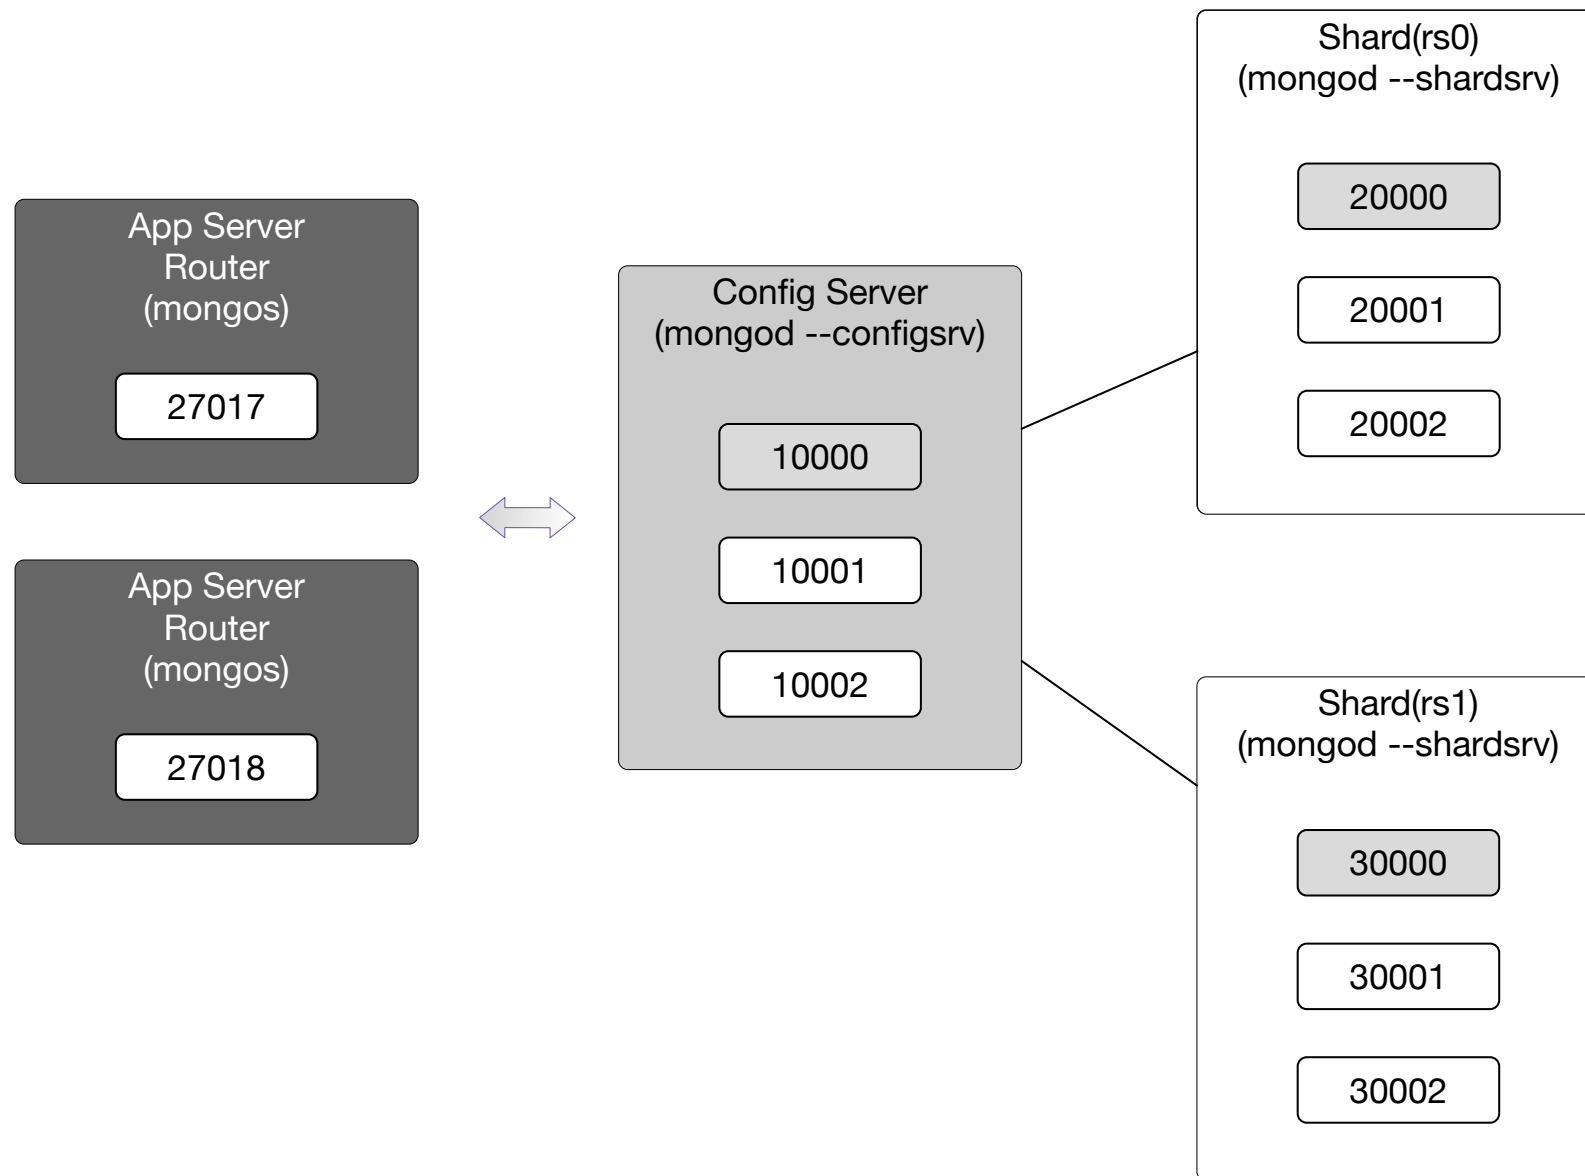 App Server
Router
(mongos)
27017
App Server
Router
(mongos)
27018
Config Server
(mongod --configsrv)
10000
10001
10002
Shard(rs0)
(mongod --shardsrv)
20000
20001
20002
Shard(rs1)
(mongod --shardsrv)
30000
30001
30002